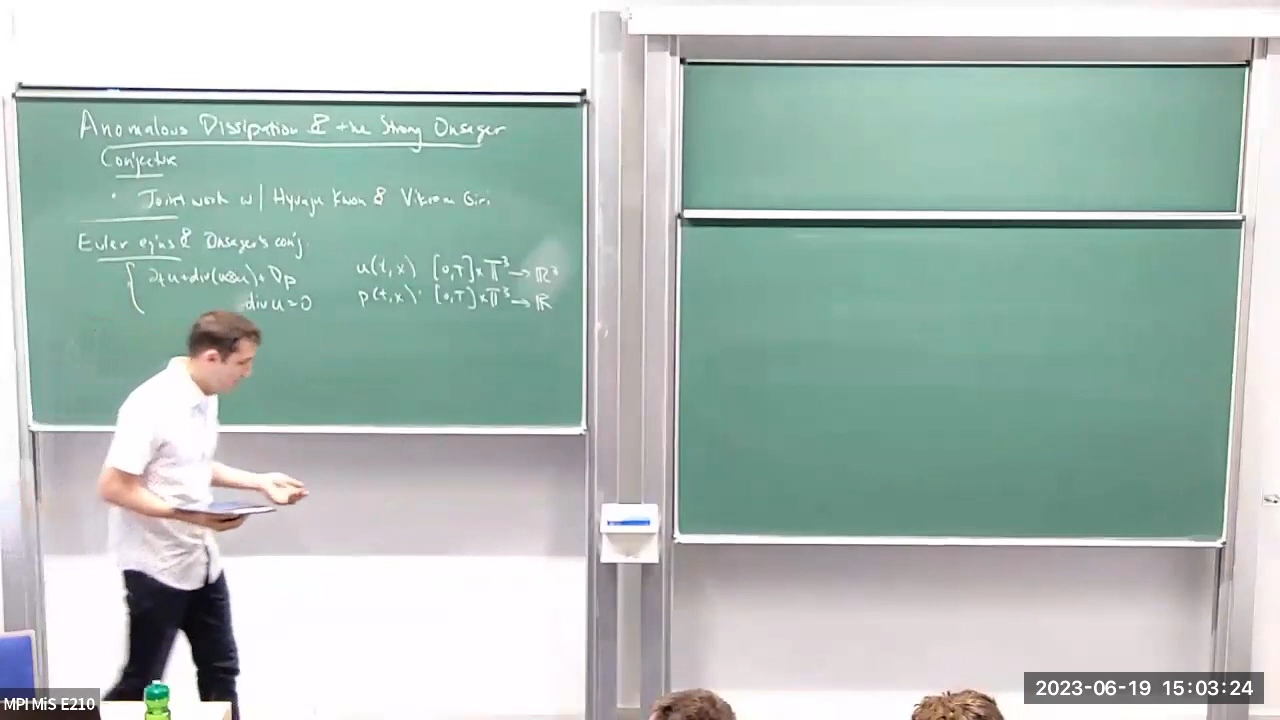 Anomalous Dissipation & the Strong Onsager
Conjecture
• Joint work w/ Hyunju Kwon & Vikram Giri
Euler eq'ns & Onsager's conj.
{ ∂tu+div(u⊗u)+∇p
div u=0
u(t,x) [0,T]×𝕋³→ℝ³
p(t,x): [0,T]×𝕋³→ℝ
MPI MiS E210
2023-06-19 15:03:24